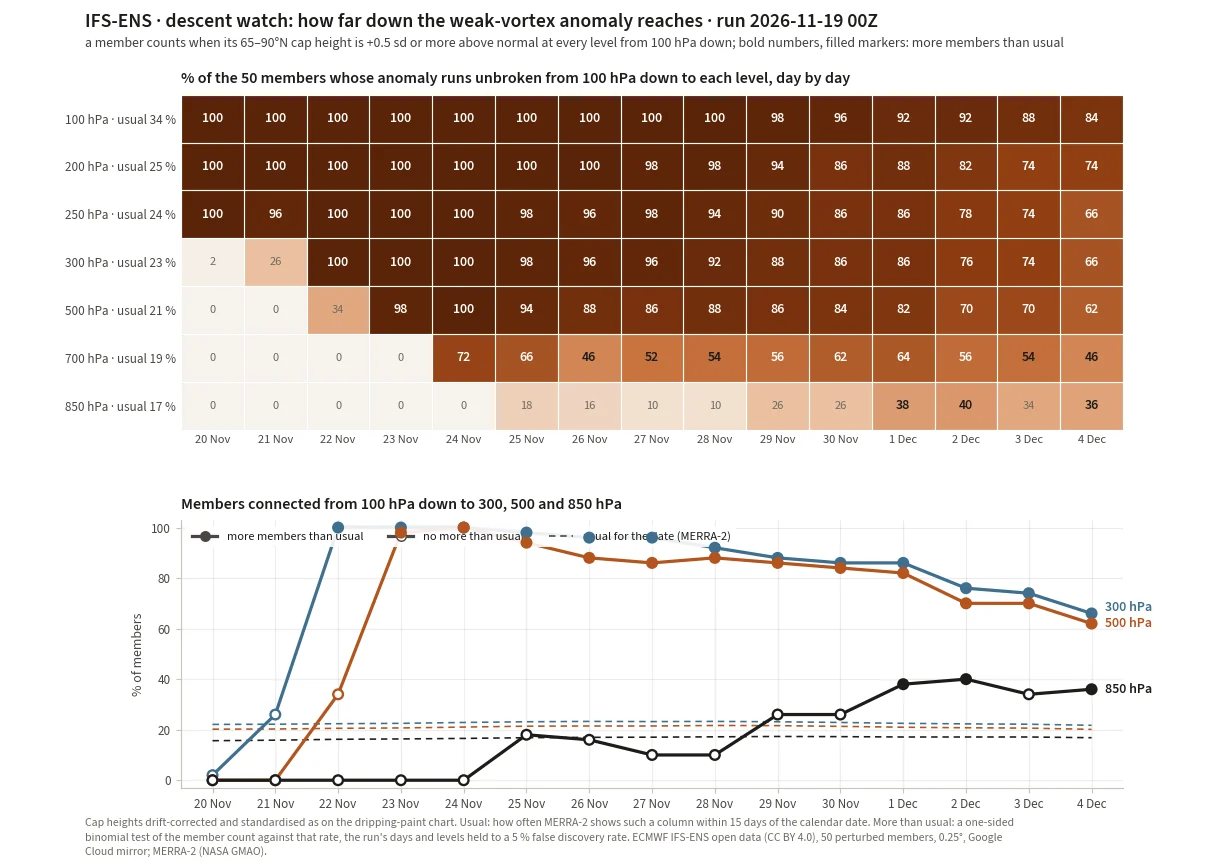 IFS-ENS · descent watch: how far down the weak-vortex anomaly reaches · run 2026-11-19 00Z
a member counts when its 65–90°N cap height is +0.5 sd or more above normal at every level from 100 hPa down; bold numbers, filled markers: more members than usual
% of the 50 members whose anomaly runs unbroken from 100 hPa down to each level, day by day
100 hPa · usual 34 % 100 100 100 100 100 100 100 100 100 98 96 92 92 88 84
200 hPa · usual 25 % 100 100 100 100 100 100 100 98 98 94 86 88 82 74 74
250 hPa · usual 24 % 100 96 100 100 100 98 96 98 94 90 86 86 78 74 66
300 hPa · usual 23 % 2 26 100 100 100 98 96 96 92 88 86 86 76 74 66
500 hPa · usual 21 % 0 0 34 98 100 94 88 86 88 86 84 82 70 70 62
700 hPa · usual 19 % 0 0 0 0 72 66 46 52 54 56 62 64 56 54 46
850 hPa · usual 17 % 0 0 0 0 0 18 16 10 10 26 26 38 40 34 36
20 Nov 21 Nov 22 Nov 23 Nov 24 Nov 25 Nov 26 Nov 27 Nov 28 Nov 29 Nov 30 Nov 1 Dec 2 Dec 3 Dec 4 Dec
Members connected from 100 hPa down to 300, 500 and 850 hPa
more members than usual no more than usual for the (MERRA-2)
% of members
100
80
60
40
20
0
300 hPa
500 hPa
850 hPa
20 Nov 21 Nov 22 Nov 23 Nov 24 Nov 25 Nov 26 Nov 27 Nov 28 Nov 29 Nov 30 Nov 1 Dec 2 Dec 3 Dec 4 Dec
Cap heights drift-corrected and standardised as on the dripping-paint chart. Usual: how often MERRA-2 shows such a column within 15 days of the calendar date. More than usual: a one-sided
binomial test of the member count against that rate, the run's days and levels held to a 5 % false discovery rate. ECMWF IFS-ENS open data (CC BY 4.0), 50 perturbed members, 0.25°, Google
Cloud mirror; MERRA-2 (NASA GMAO).